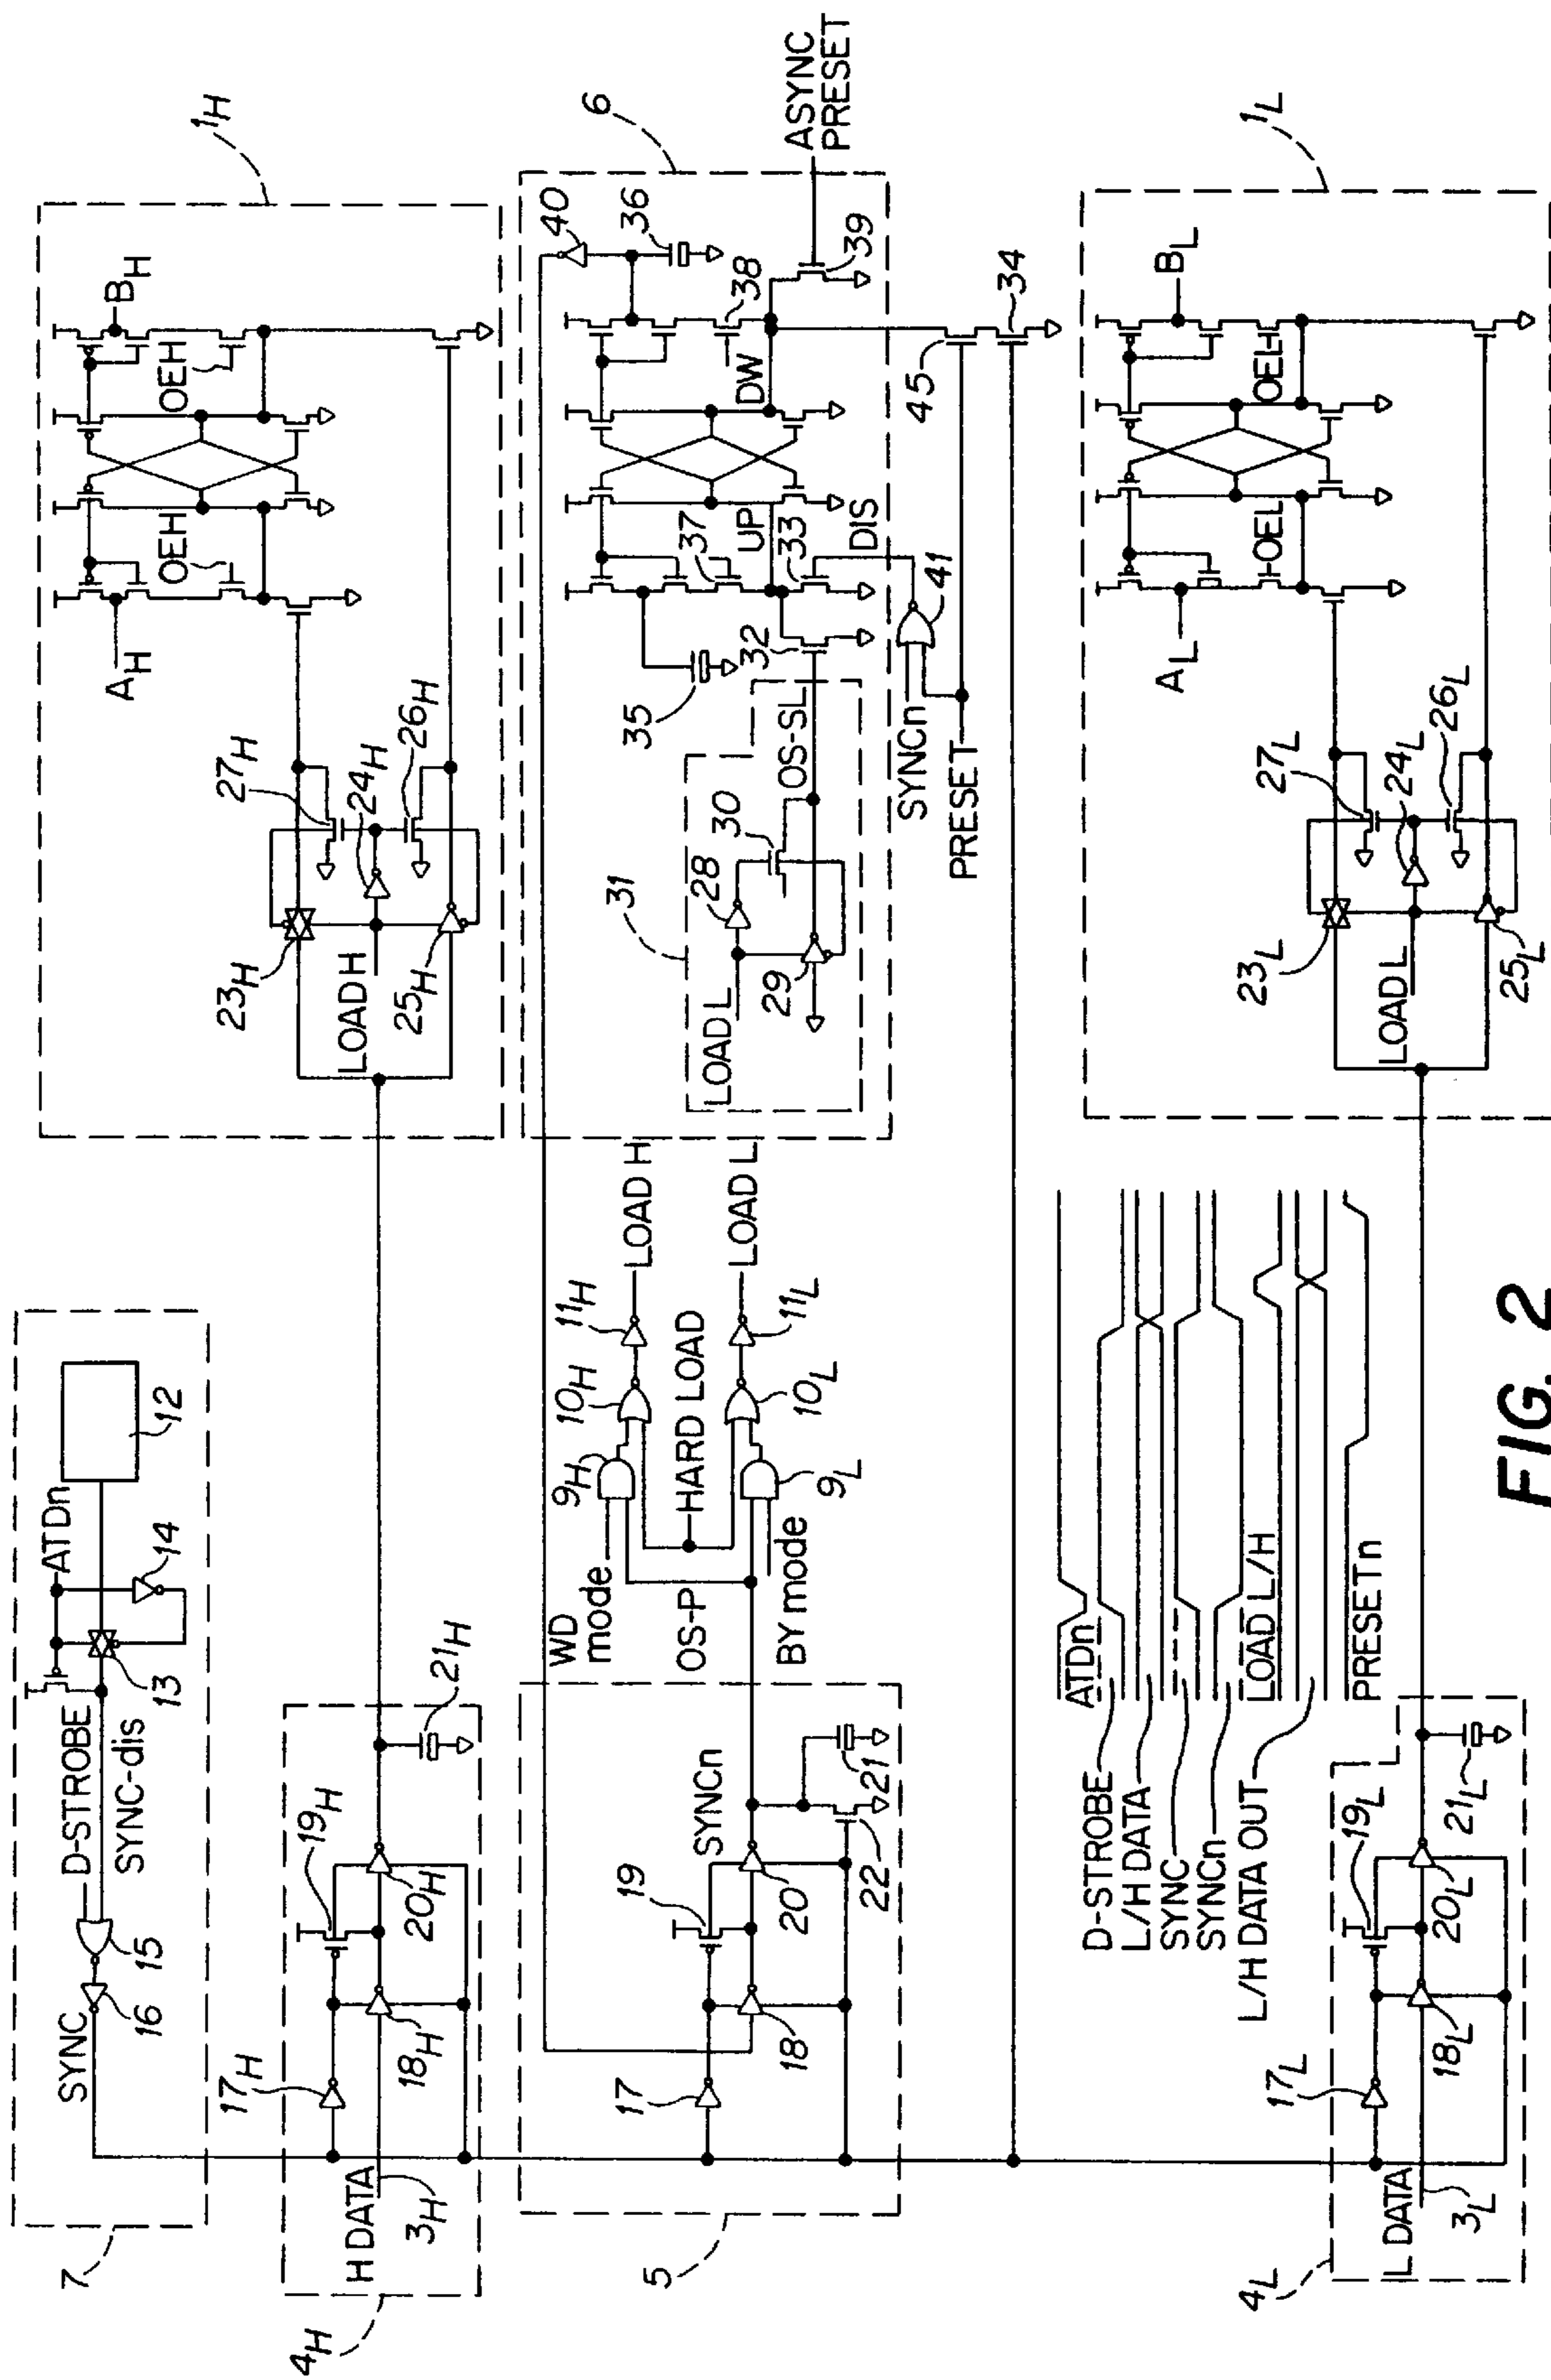 7
SYNC
D-STROBE
SYNC-dis
ATDn
16
15
13
14
12
4H
H DATA
3H
17H
18H
19H
20H
21H
1H
23H
LOAD H
25H
27H
24H
26H
AH
OEH
OEH
BH
5
17
18
19
SYNCn
20
22
21
WD
mode
OS-P
BY mode
9H
HARD LOAD
9L
10H
10L
11H
11L
LOAD H
LOAD L
6
31
LOAD L
28
29
30
OS-SL
35
32
33
37
UP
DIS
DW
38
36
40
39
ASYNC
PRESET
SYNCn
PRESET
41
45
34
ATDn
D-STROBE
L/H DATA
SYNC
SYNCn
LOAD L/H
L/H DATA OUT
PRESETn
4L
L DATA
3L
17L
18L
19L
20L
21L
1L
23L
LOAD L
25L
27L
24L
26L
AL
OEL
OEL
BL
FIG. 2